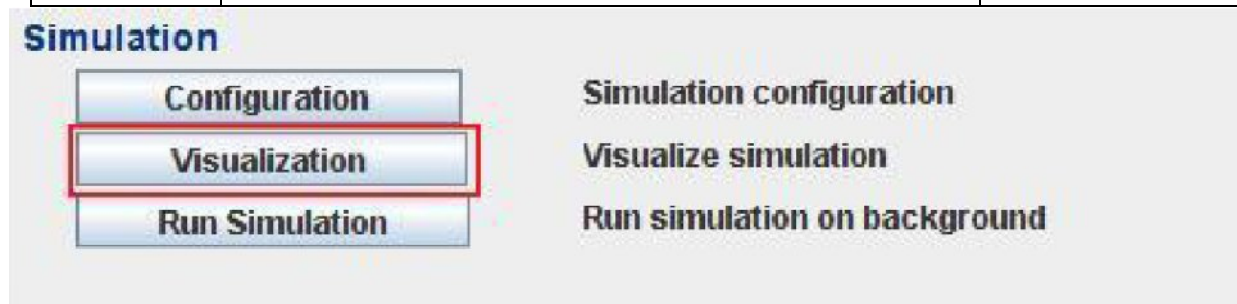 Simulation
Configuration Simulation configuration
Visualization Visualize simulation
Run Simulation Run simulation on background